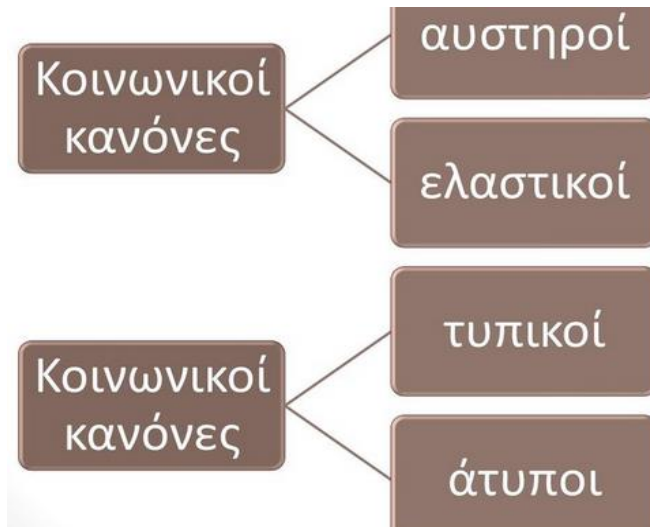 Κοινωνικοί
κανόνες
αυστηροί
ελαστικοί
Κοινωνικοί
κανόνες
τυπικοί
άτυποι